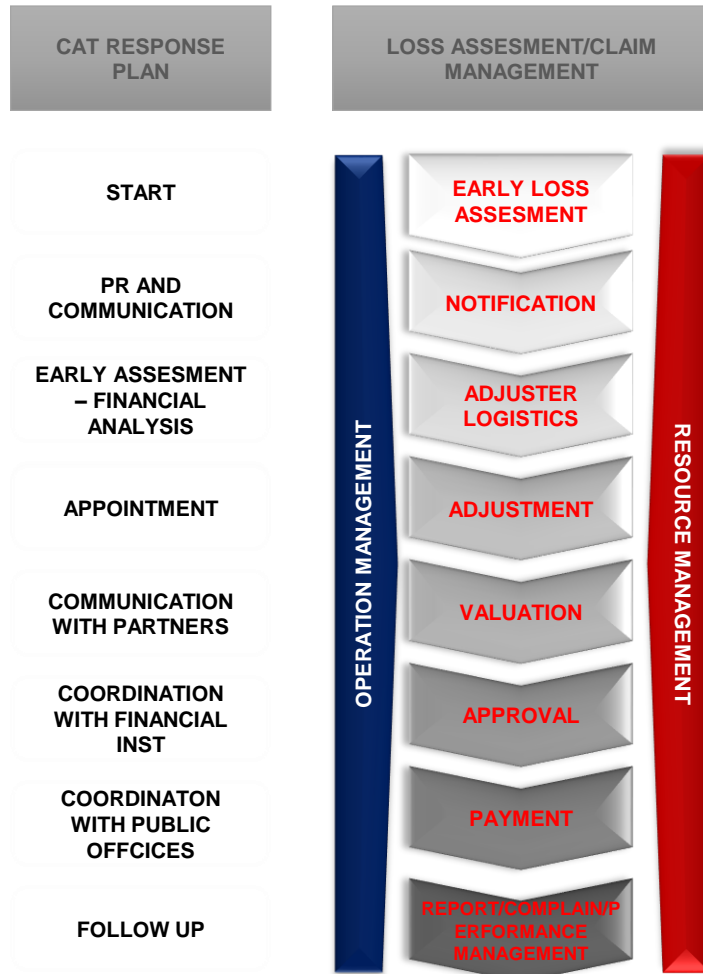 CAT RESPONSE
PLAN
LOSS ASSESMENT/CLAIM
MANAGEMENT
START
PR AND
COMMUNICATION
EARLY ASSESMENT
– FINANCIAL
ANALYSIS
APPOINTMENT
COMMUNICATION
WITH PARTNERS
COORDINATION
WITH FINANCIAL
INST
COORDINATON
WITH PUBLIC
OFFCICES
FOLLOW UP
OPERATION MANAGEMENT
EARLY LOSS
ASSESMENT
NOTIFICATION
ADJUSTER
LOGISTICS
ADJUSTMENT
VALUATION
APPROVAL
PAYMENT
REPORT/COMPLAIN/P
ERFORMANCE
MANAGEMENT
RESOURCE MANAGEMENT